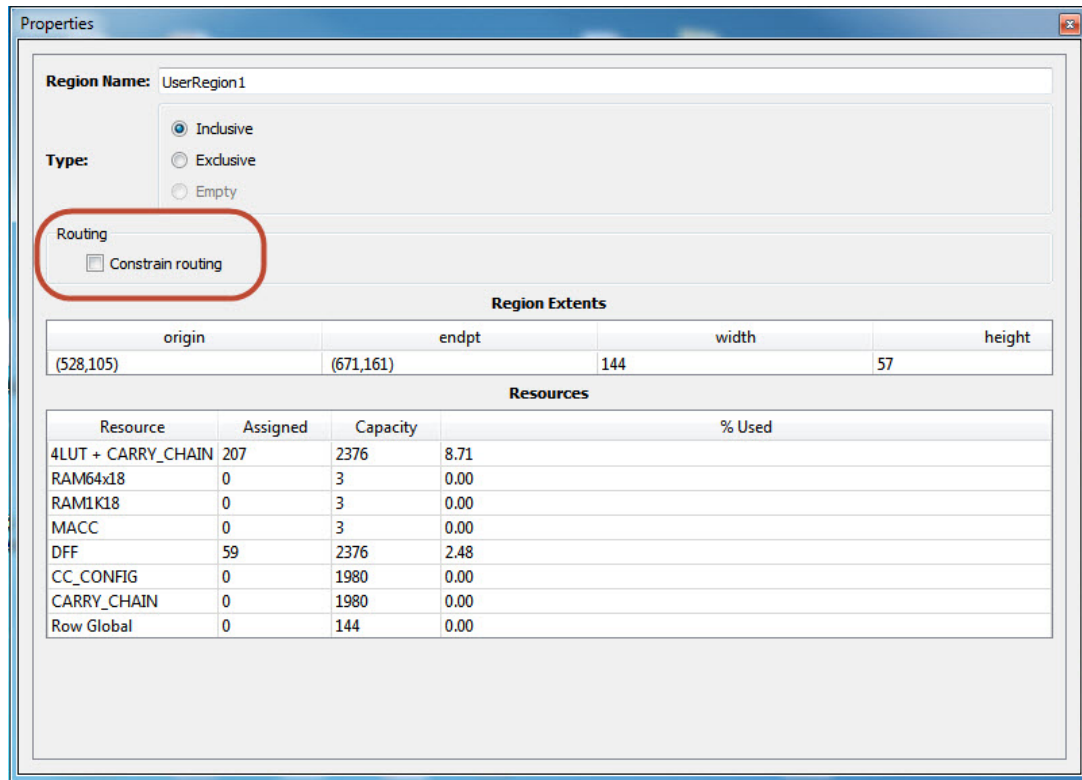 Properties
Region Name: UserRegion1
Type:
Inclusive
Exclusive
Empty
Routing
Constrain routing
Region Extents
origin endpt width height
(528,105) (671,161) 144 57
Resources
Resource Assigned Capacity % Used
4LUT + CARRY_CHAIN 207 2376 8.71
RAM64x18 0 3 0.00
RAM1K18 0 3 0.00
MACC 0 3 0.00
DFF 59 2376 2.48
CC_CONFIG 0 1980 0.00
CARRY_CHAIN 0 1980 0.00
Row Global 0 144 0.00